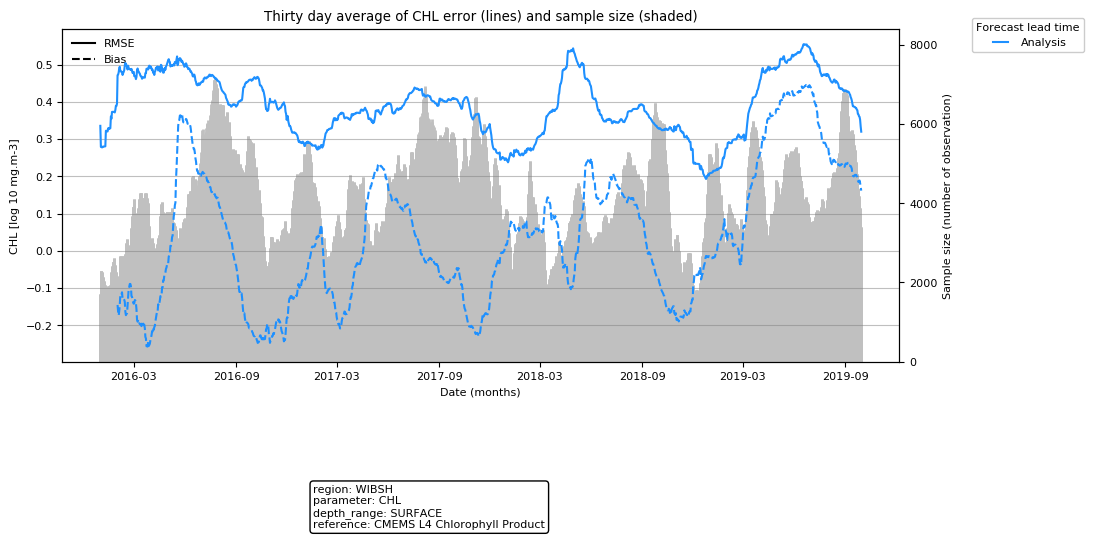 Thirty day average of CHL error (lines) and sample size (shaded)
Forecast lead time
Analysis
RMSE
Bias
0.5
0.4
0.3
0.2
0.1
0.0
−0.1
−0.2
CHL [log 10 mg.m-3]
8000
6000
4000
2000
0
Sample size (number of observation)
2016-03
2016-09
2017-03
2017-09
2018-03
2018-09
2019-03
2019-09
Date (months)
region: WIBSH
parameter: CHL
depth_range: SURFACE
reference: CMEMS L4 Chlorophyll Product